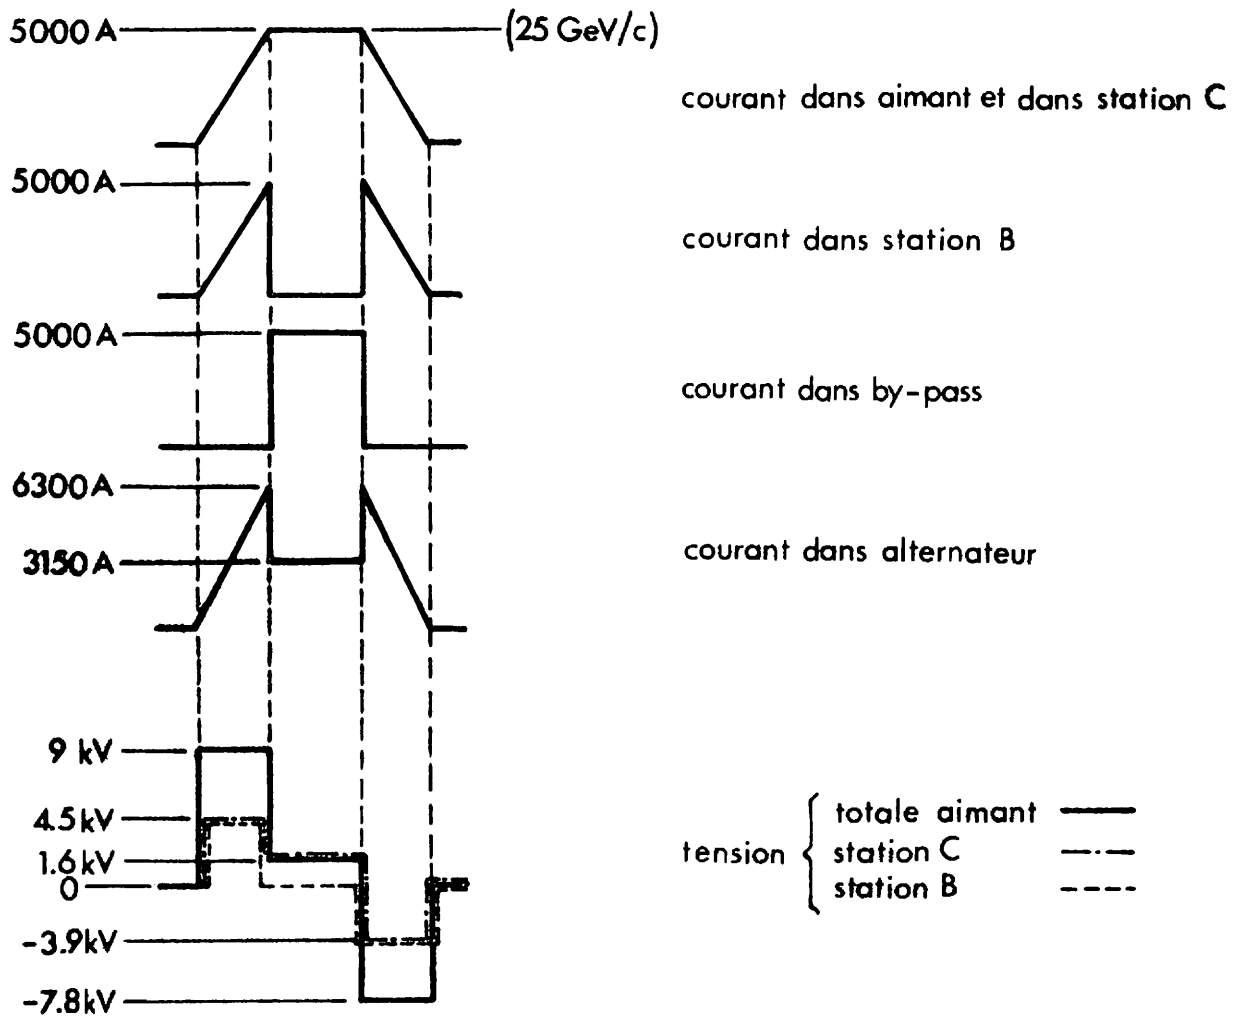 5000 A
(25 GeV/c)
courant dans aimant et dans station C
5000 A
courant dans station B
5000 A
courant dans by-pass
6300 A
3150 A
courant dans alternateur
9 kV
4.5 kV
1.6 kV
0
-3.9 kV
-7.8 kV
tension
totale aimant
station C
station B